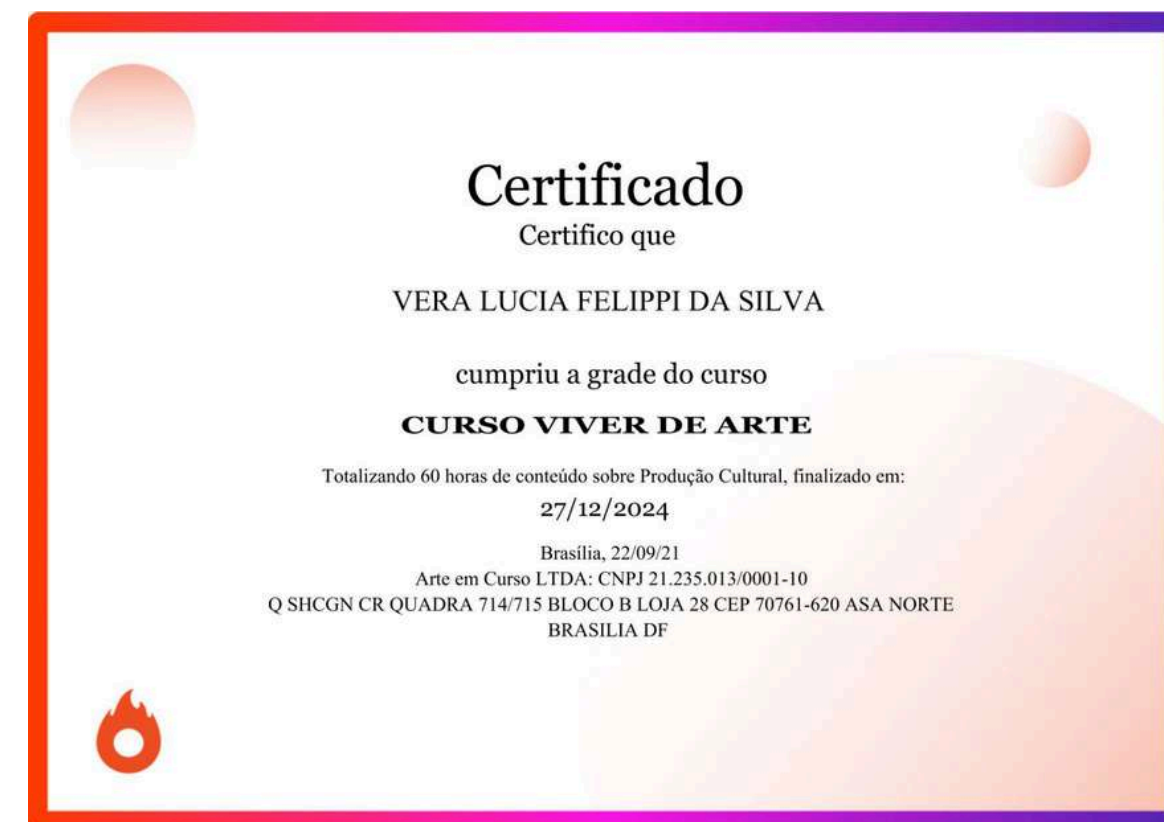 Certificado
Certifico que
VERA LUCIA FELIPPI DA SILVA
cumpriu a grade do curso
CURSO VIVER DE ARTE
Totalizando 60 horas de conteúdo sobre Produção Cultural, finalizado em:
27/12/2024
Brasília, 22/09/21
Arte em Curso LTDA: CNPJ 21.235.013/0001-10
Q SHCGN CR QUADRA 714/715 BLOCO B LOJA 28 CEP 70761-620 ASA NORTE
BRASILIA DF